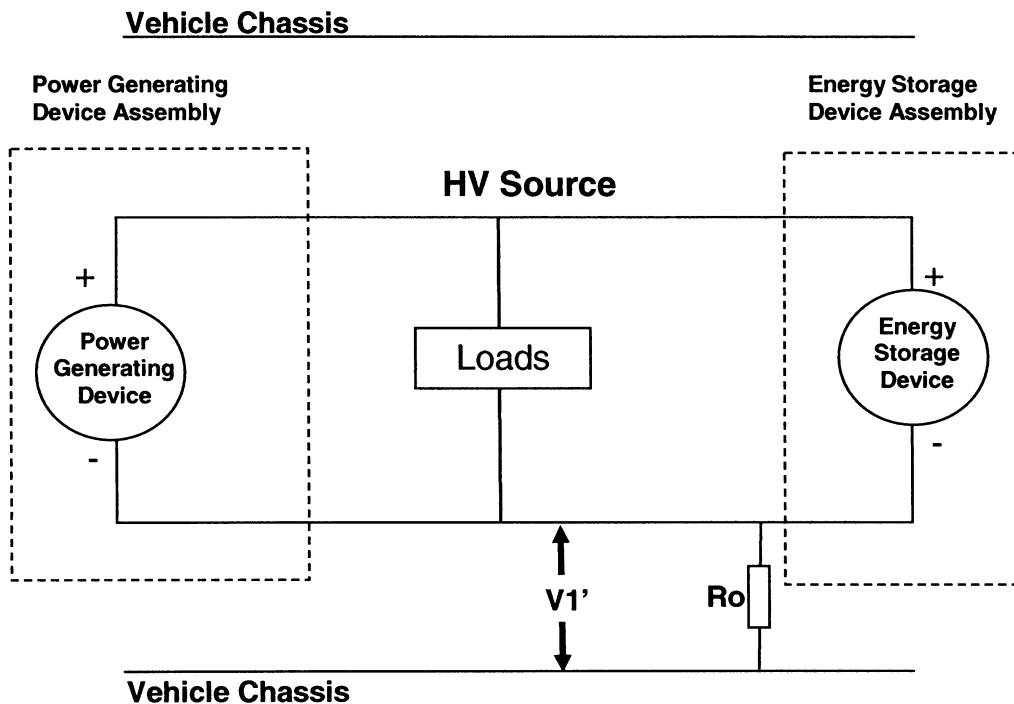 Vehicle Chassis
Power Generating
Device Assembly
Energy Storage
Device Assembly
HV Source
+
+
Power
Generating
Device
Loads
Energy
Storage
Device
-
-
V1’
Ro
Vehicle Chassis